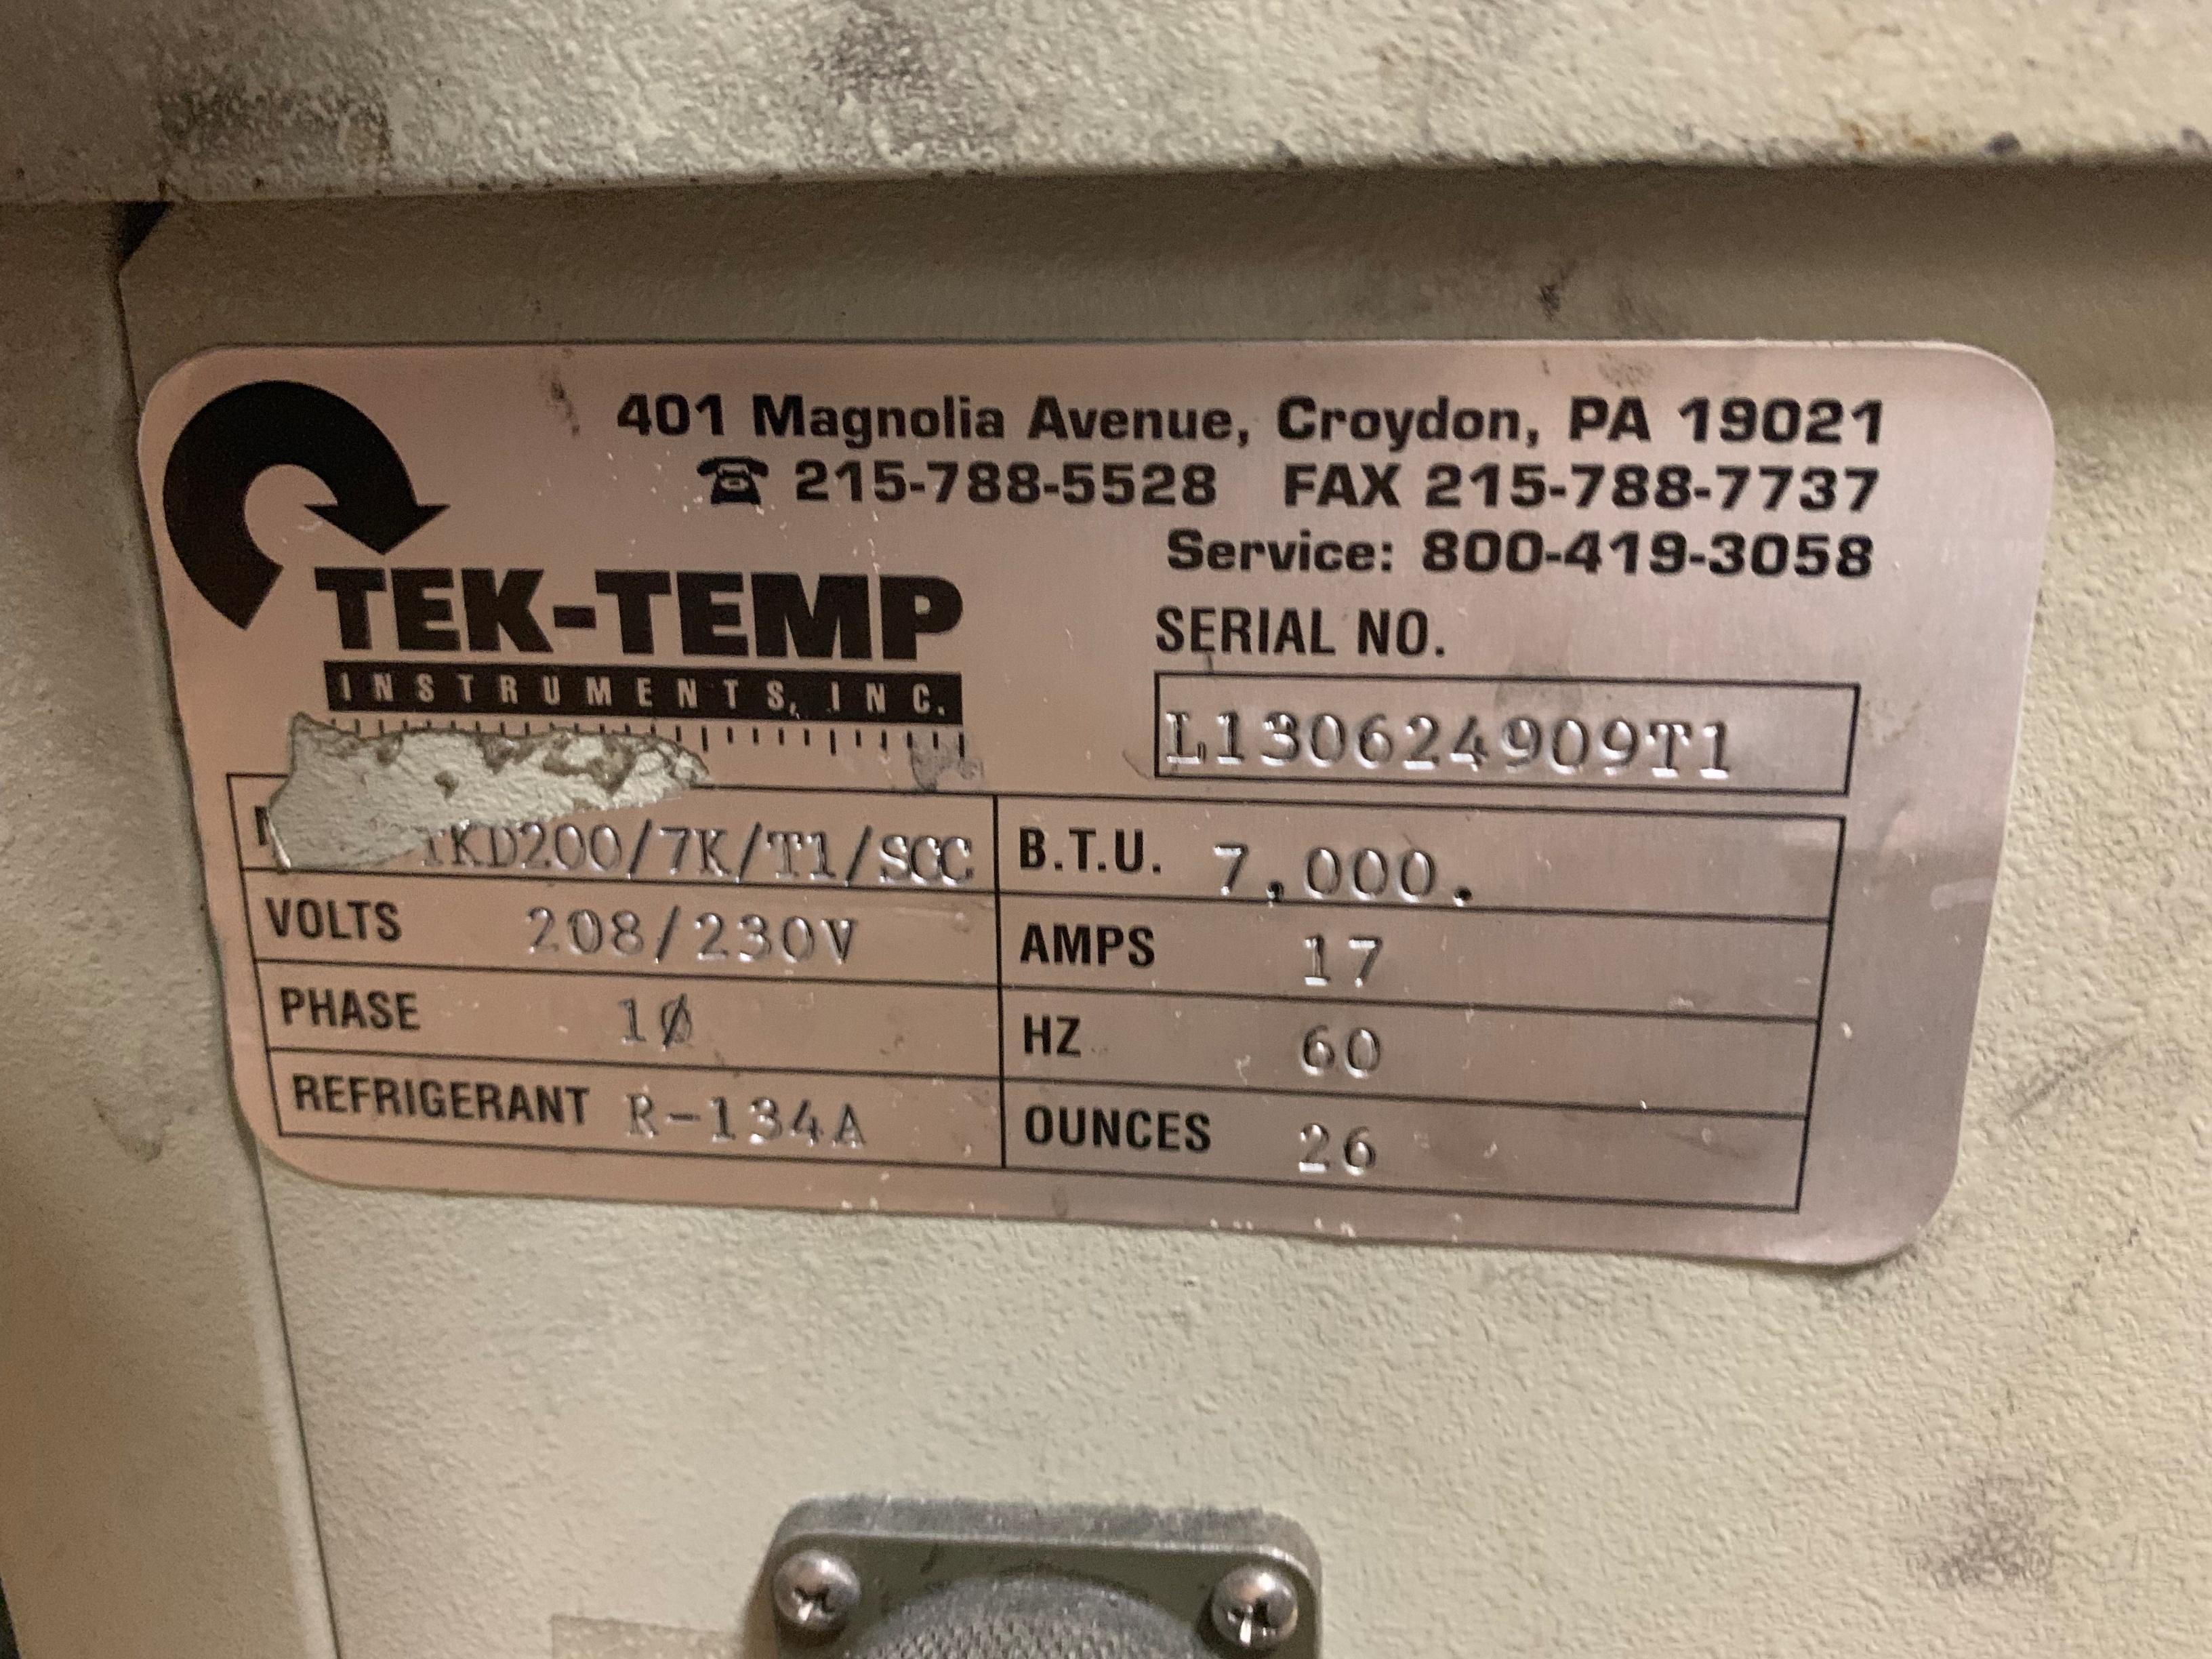 401 Magnolia Avenue, Croydon, PA 19021
☎ 215-788-5528 FAX 215-788-7737
Service: 800-419-3058
TEK-TEMP
INSTRUMENTS, INC.
SERIAL NO.
L130624909T1
TKD200/7K/T1/SCC
B.T.U. 7,000.
VOLTS 208/230V
AMPS 17
PHASE 1Ø
HZ 60
REFRIGERANT R-134A
OUNCES 26